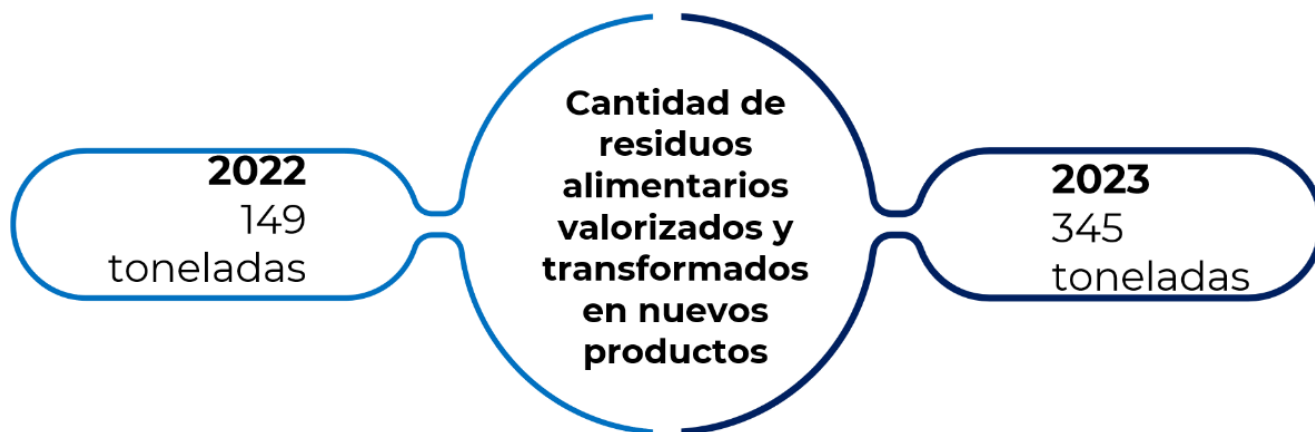 Cantidad de
residuos
alimentarios
valorizados y
transformados
en nuevos
productos
2022
149
toneladas
2023
345
toneladas